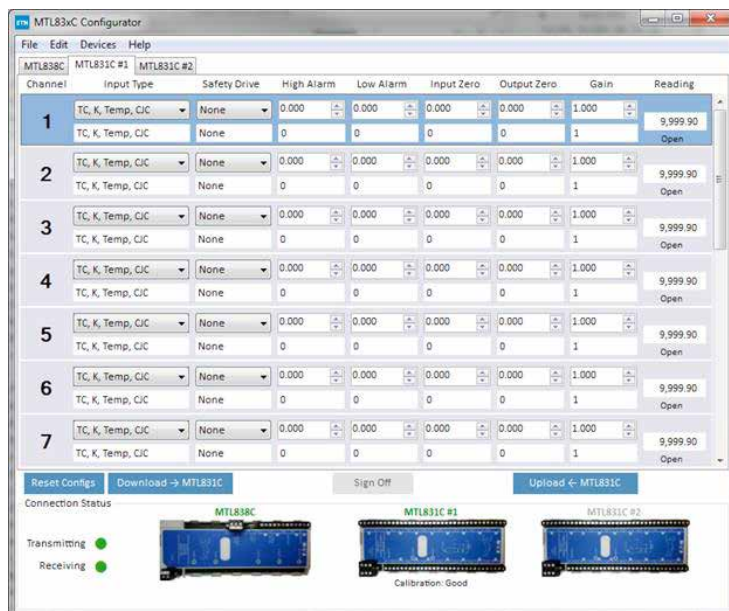 ETN MTL83xC Configurator
File Edit Devices Help
MTL838C MTL831C #1 MTL831C #2
Channel Input Type Safety Drive High Alarm Low Alarm Input Zero Output Zero Gain Reading
1 TC, K, Temp, CJC None 0.000 0.000 0.000 0.000 1.000 9,999.90
TC, K, Temp, CJC None 0 0 0 0 1 Open
2 TC, K, Temp, CJC None 0.000 0.000 0.000 0.000 1.000 9,999.90
TC, K, Temp, CJC None 0 0 0 0 1 Open
3 TC, K, Temp, CJC None 0.000 0.000 0.000 0.000 1.000 9,999.90
TC, K, Temp, CJC None 0 0 0 0 1 Open
4 TC, K, Temp, CJC None 0.000 0.000 0.000 0.000 1.000 9,999.90
TC, K, Temp, CJC None 0 0 0 0 1 Open
5 TC, K, Temp, CJC None 0.000 0.000 0.000 0.000 1.000 9,999.90
TC, K, Temp, CJC None 0 0 0 0 1 Open
6 TC, K, Temp, CJC None 0.000 0.000 0.000 0.000 1.000 9,999.90
TC, K, Temp, CJC None 0 0 0 0 1 Open
7 TC, K, Temp, CJC None 0.000 0.000 0.000 0.000 1.000 9,999.90
TC, K, Temp, CJC None 0 0 0 0 1 Open
Reset Configs Download → MTL831C Sign Off Upload ← MTL831C
Connection Status
MTL838C MTL831C #1 MTL831C #2
Transmitting
Receiving
Calibration: Good